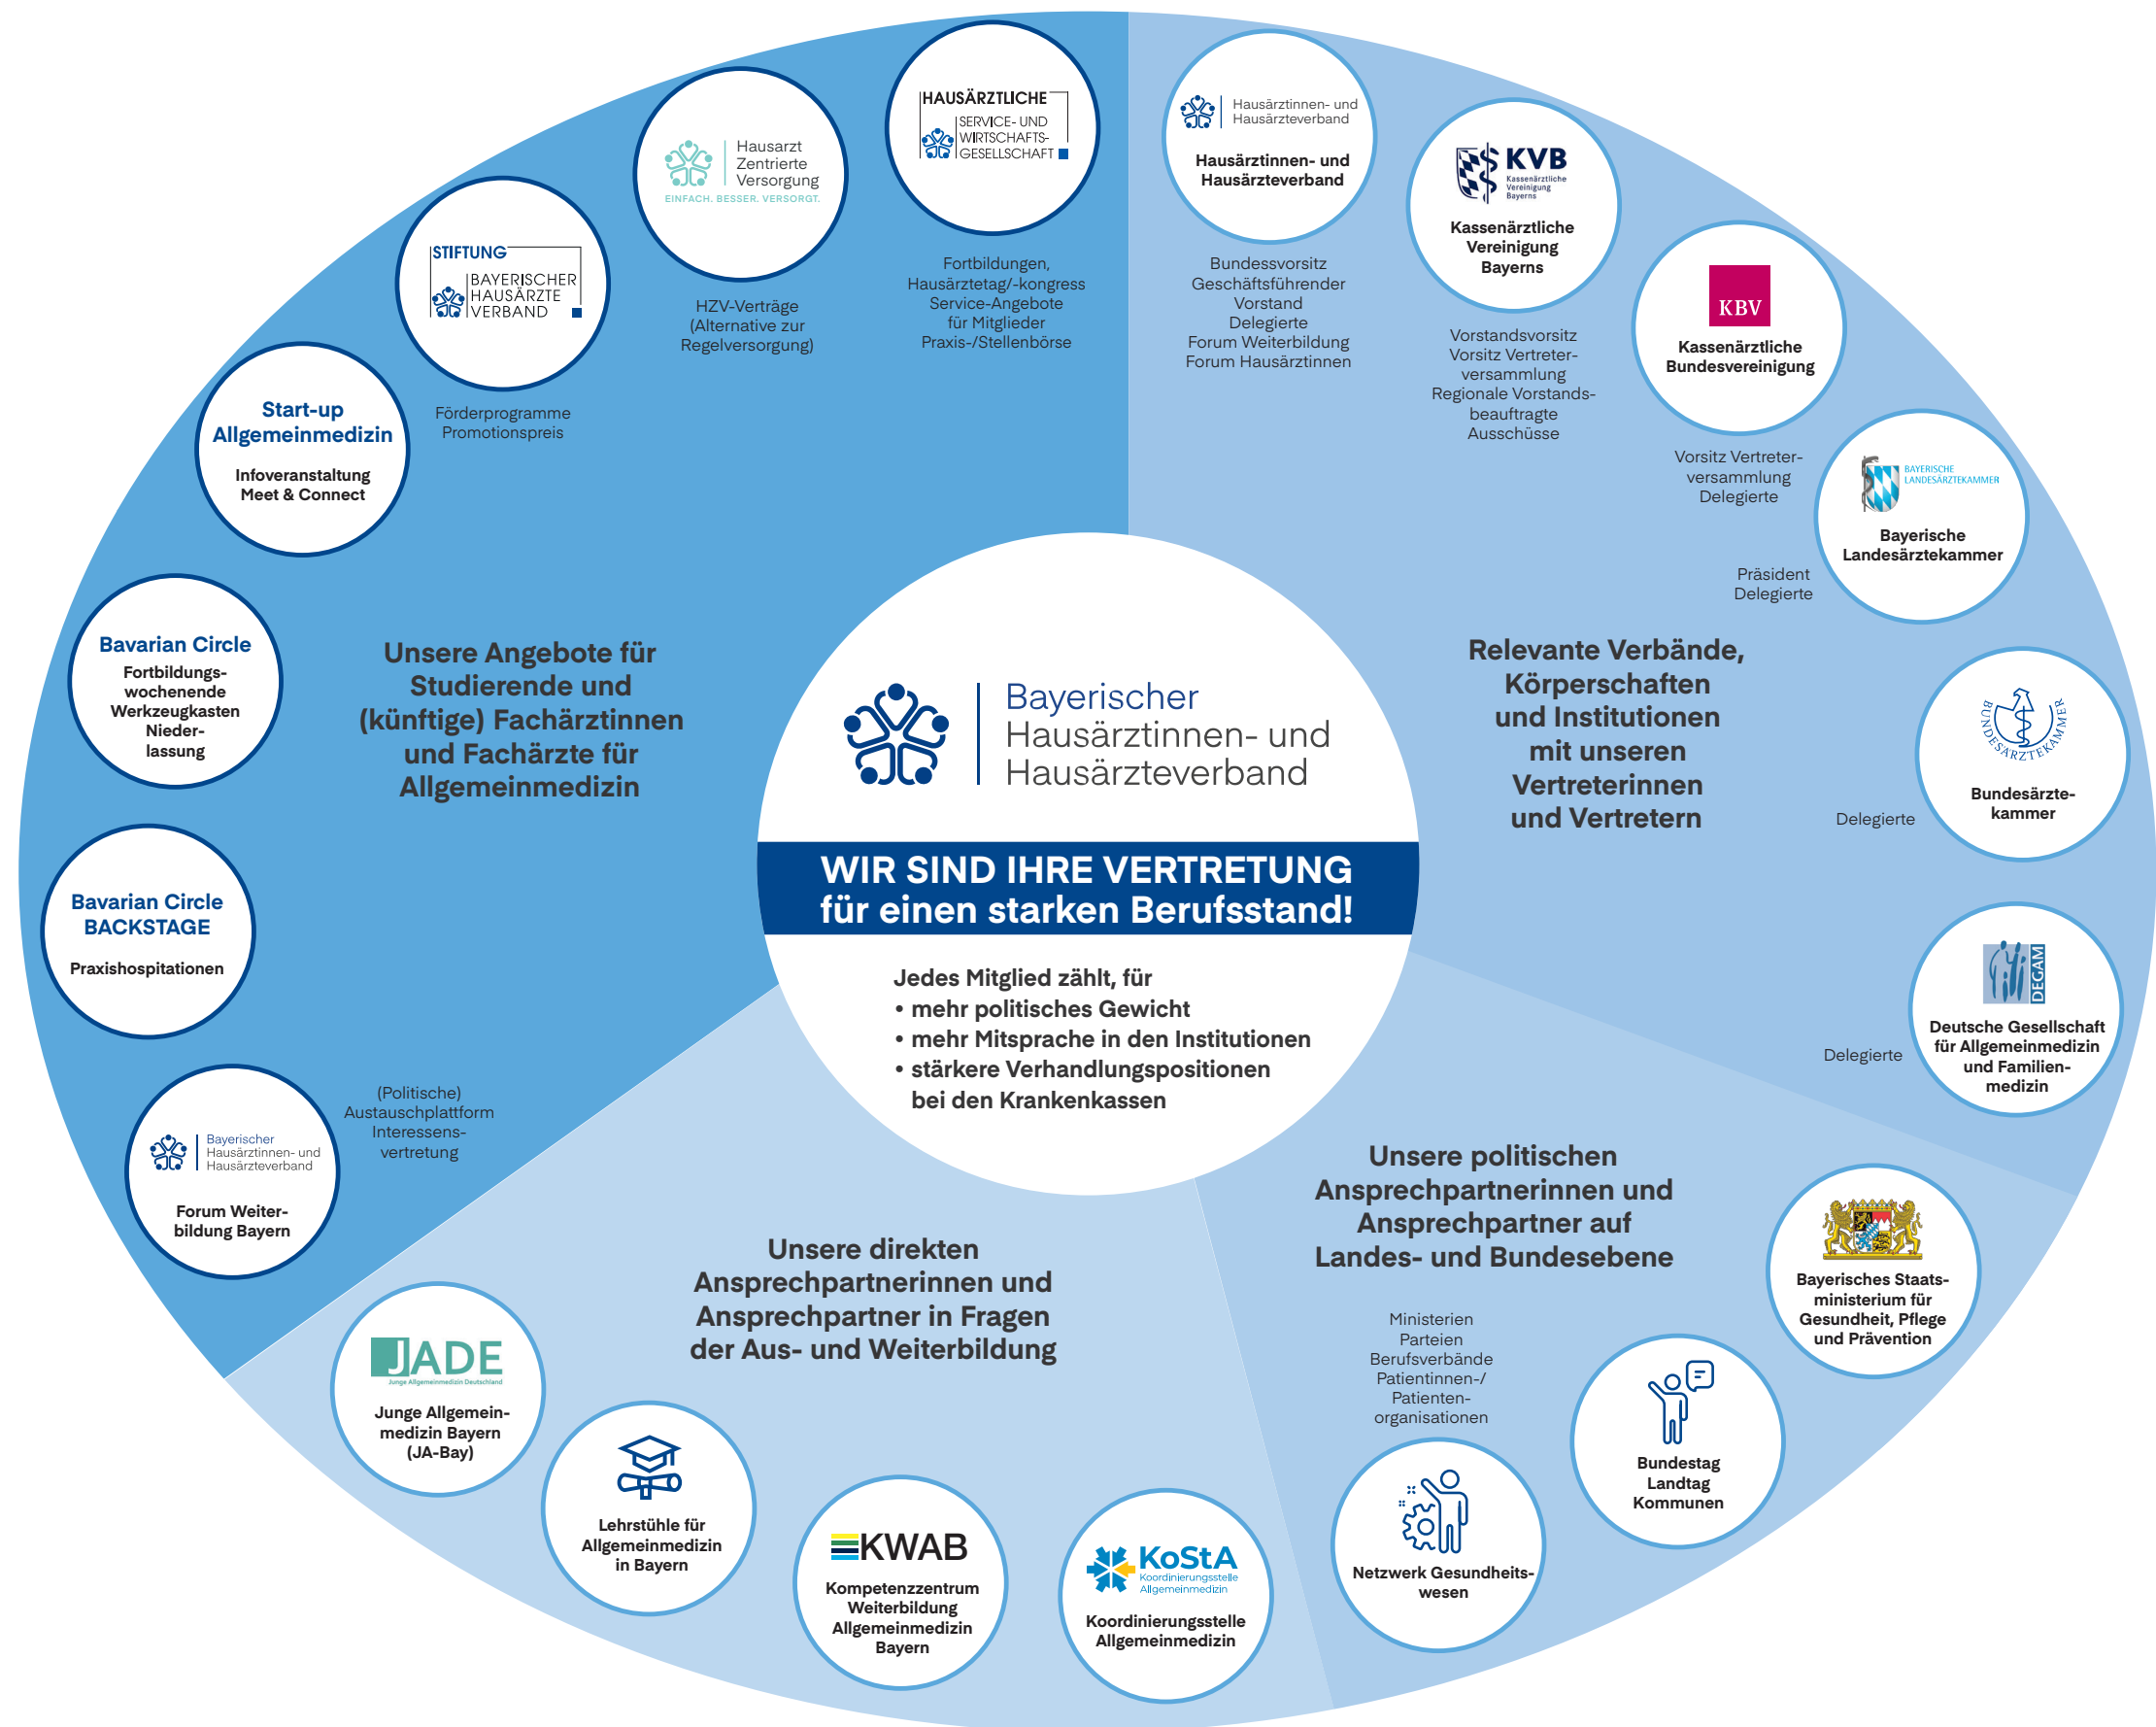 HAUSÄRZTLICHE
SERVICE- UND
WIRTSCHAFTS-
GESELLSCHAFT
Fortbildungen,
Hausärztetag/-kongress
Service-Angebote
für Mitglieder
Praxis-/Stellenbörse
Hausarzt
Zentrierte
Versorgung
EINFACH. BESSER. VERSORGT.
HZV-Verträge
(Alternative zur
Regelversorgung)
STIFTUNG
BAYERISCHER
HAUSÄRZTE
VERBAND
Förderprogramme
Promotionspreis
Start-up
Allgemeinmedizin
Infoveranstaltung
Meet & Connect
Bavarian Circle
Fortbildungs-
wochenende
Werkzeugkasten
Nieder-
lassung
Bavarian Circle
BACKSTAGE
Praxishospitationen
Bayerischer
Hausärztinnen- und
Hausärzteverband
Forum Weiter-
bildung Bayern
(Politische)
Austauschplattform
Interessens-
vertretung
Unsere Angebote für
Studierende und
(künftige) Fachärztinnen
und Fachärzte für
Allgemeinmedizin
Hausärztinnen- und
Hausärzteverband
Hausärztinnen- und
Hausärzteverband
Bundessvorsitz
Geschäftsführender
Vorstand
Delegierte
Forum Weiterbildung
Forum Hausärztinnen
KVB
Kassenärztliche
Vereinigung
Bayerns
Kassenärztliche
Vereinigung
Bayerns
Vorstandsvorsitz
Vorsitz Vertreter-
versammlung
Regionale Vorstands-
beauftragte
Ausschüsse
KBV
Kassenärztliche
Bundesvereinigung
Vorsitz Vertreter-
versammlung
Delegierte
BAYERISCHE
LANDESÄRZTEKAMMER
Bayerische
Landesärztekammer
Präsident
Delegierte
BUNDESÄRZTEKAMMER
Bundesärzte-
kammer
Delegierte
DEGAM
Deutsche Gesellschaft
für Allgemeinmedizin
und Familien-
medizin
Delegierte
Relevante Verbände,
Körperschaften
und Institutionen
mit unseren
Vertreterinnen
und Vertretern
Bayerischer
Hausärztinnen- und
Hausärzteverband
WIR SIND IHRE VERTRETUNG
für einen starken Berufsstand!
Jedes Mitglied zählt, für
• mehr politisches Gewicht
• mehr Mitsprache in den Institutionen
• stärkere Verhandlungspositionen
bei den Krankenkassen
Unsere politischen
Ansprechpartnerinnen und
Ansprechpartner auf
Landes- und Bundesebene
Bayerisches Staats-
ministerium für
Gesundheit, Pflege
und Prävention
Bundestag
Landtag
Kommunen
Ministerien
Parteien
Berufsverbände
Patientinnen-/
Patienten-
organisationen
Netzwerk Gesundheits-
wesen
Unsere direkten
Ansprechpartnerinnen und
Ansprechpartner in Fragen
der Aus- und Weiterbildung
JADE
Junge Allgemeinmedizin Deutschland
Junge Allgemein-
medizin Bayern
(JA-Bay)
Lehrstühle für
Allgemeinmedizin
in Bayern
KWAB
Kompetenzzentrum
Weiterbildung
Allgemeinmedizin
Bayern
KoStA
Koordinierungsstelle
Allgemeinmedizin
Koordinierungsstelle
Allgemeinmedizin